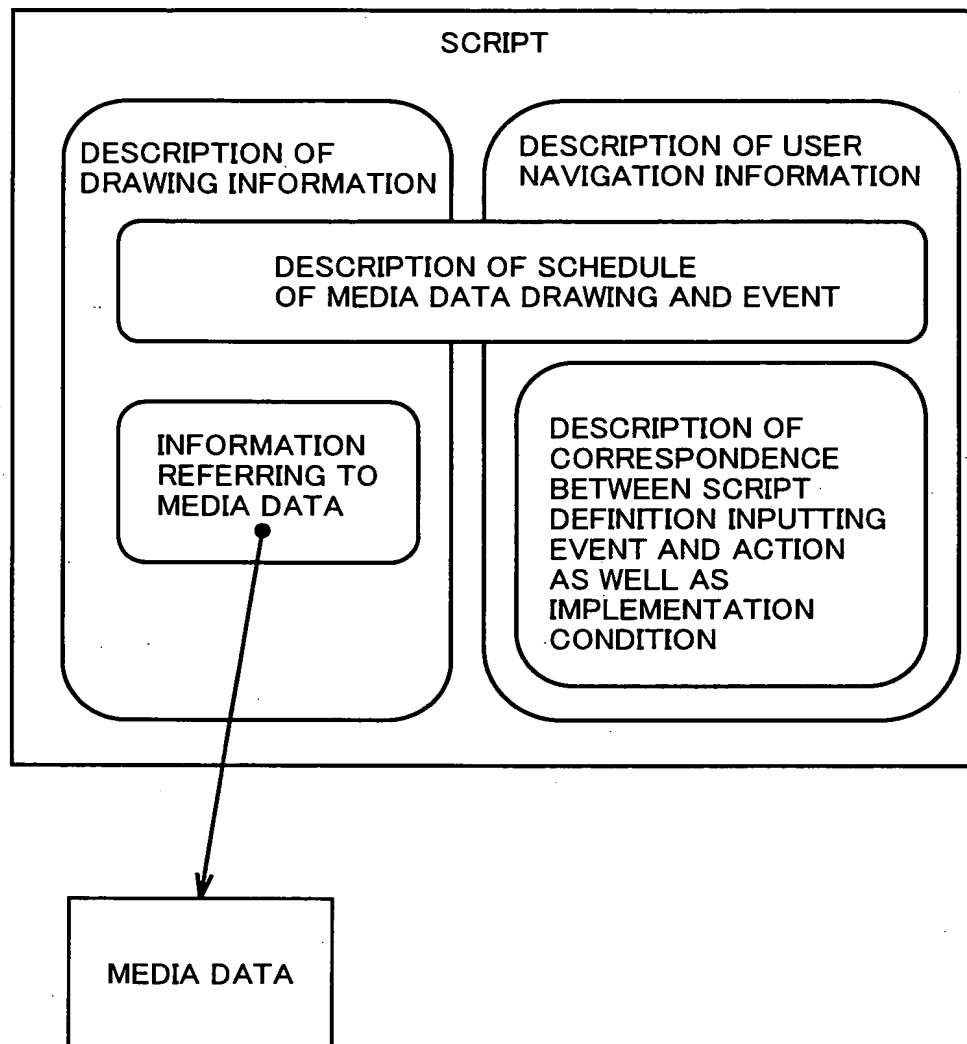 SCRIPT
DESCRIPTION OF
DRAWING INFORMATION
DESCRIPTION OF USER
NAVIGATION INFORMATION
DESCRIPTION OF SCHEDULE
OF MEDIA DATA DRAWING AND EVENT
INFORMATION
REFERRING TO
MEDIA DATA
DESCRIPTION OF
CORRESPONDENCE
BETWEEN SCRIPT
DEFINITION INPUTTING
EVENT AND ACTION
AS WELL AS
IMPLEMENTATION
CONDITION
MEDIA DATA